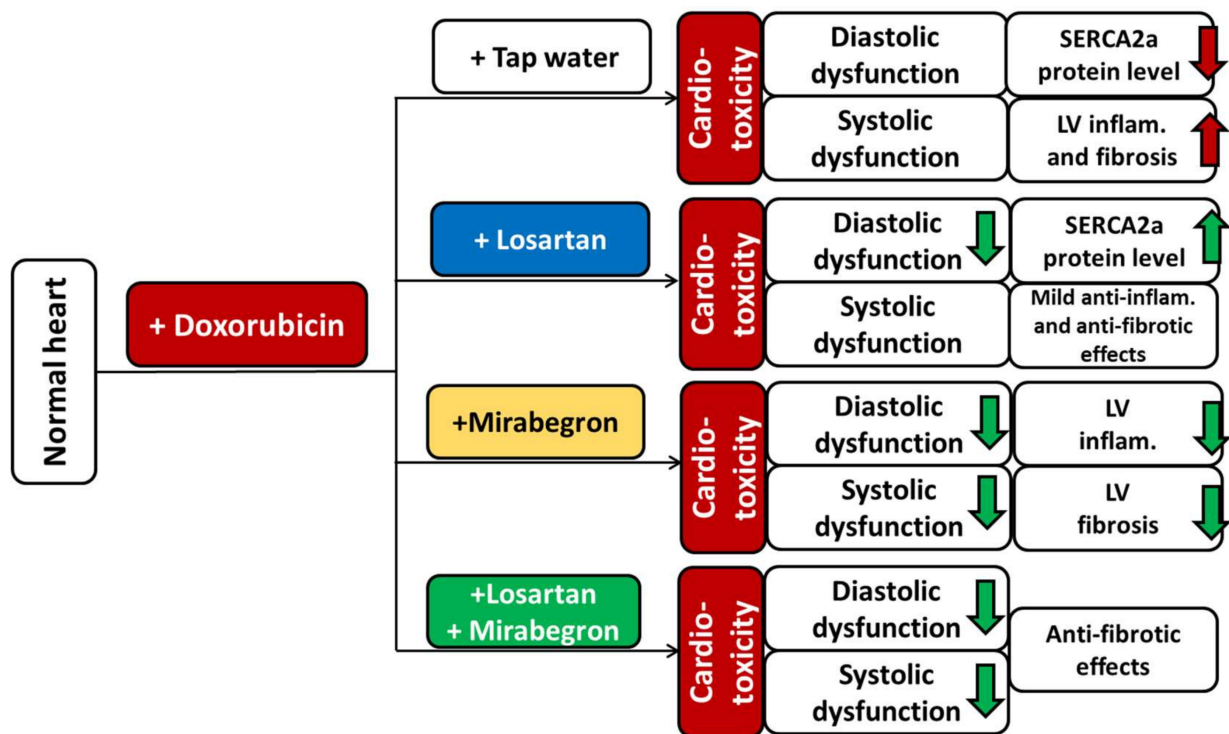 Normal heart
+ Doxorubicin
+ Tap water
Cardio-
toxicity
Diastolic
dysfunction
SERCA2a
protein level
Systolic
dysfunction
LV inflam.
and fibrosis
+ Losartan
Cardio-
toxicity
Diastolic
dysfunction
SERCA2a
protein level
Systolic
dysfunction
Mild anti-inflam.
and anti-fibrotic
effects
+Mirabegron
Cardio-
toxicity
Diastolic
dysfunction
LV
inflam.
Systolic
dysfunction
LV
fibrosis
+Losartan
+ Mirabegron
Cardio-
toxicity
Diastolic
dysfunction
Systolic
dysfunction
Anti-fibrotic
effects